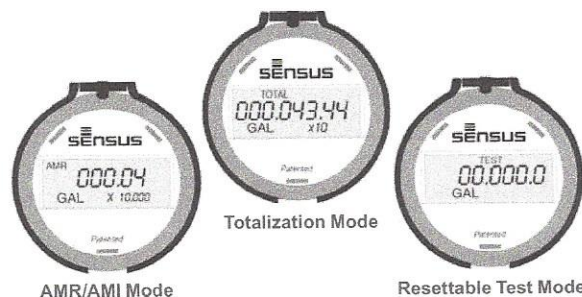 SENSUS
TOTAL
000.043.44
GAL X10
Patented
Totalization Mode
SENSUS
AMR
000.04
GAL X 10,000
Patented
AMR/AMI Mode
SENSUS
TEST
00.000.0
GAL
Patented
Resettable Test Mode